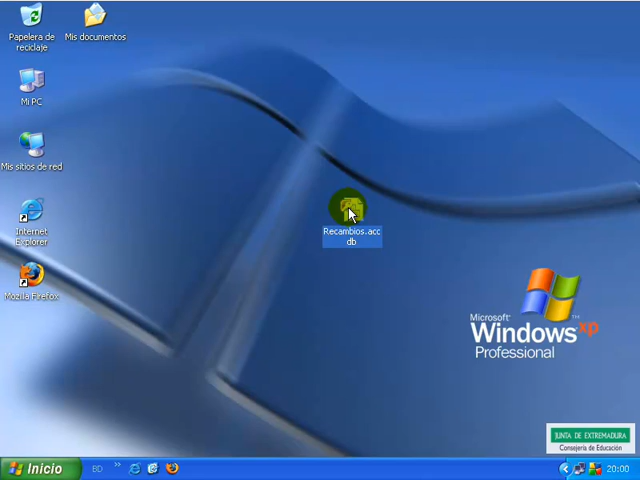 Papelera de
reciclaje
Mis documentos
Mi PC
Mis sitios de red
Internet
Explorer
Mozilla Firefox
Recambios.acc
db
Microsoft
Windows xp
Professional
JUNTA DE EXTREMADURA
Consejería de Educación
Inicio
BD
20:00